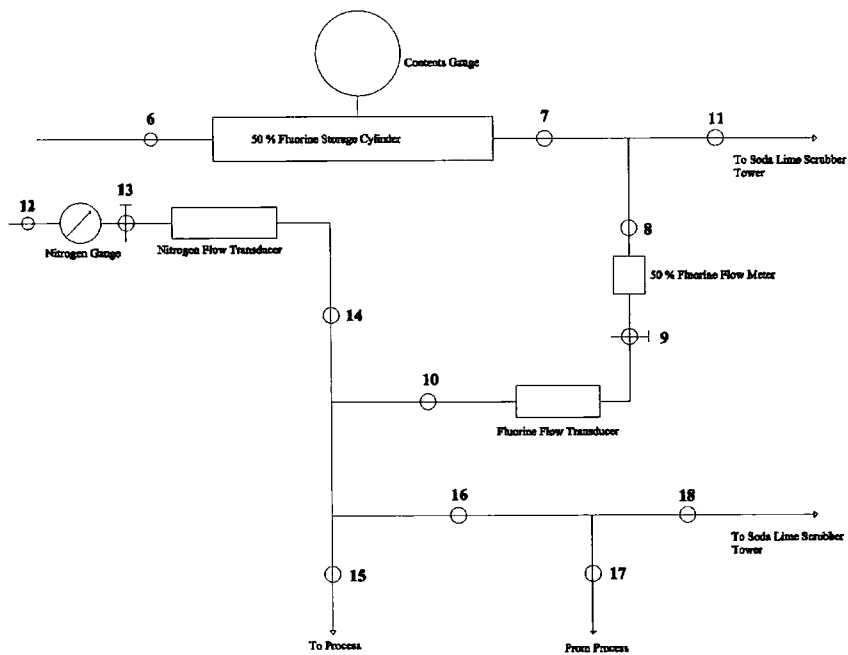 Contents Gauge
6
50 % Fluorine Storage Cylinder
7
11
To Soda Lime Scrubber
Tower
12
13
Nitrogen Gauge
Nitrogen Flow Transducer
8
50 % Fluorine Flow Meter
14
9
10
Fluorine Flow Transducer
16
18
To Soda Lime Scrubber
Tower
15
17
To Process
From Process